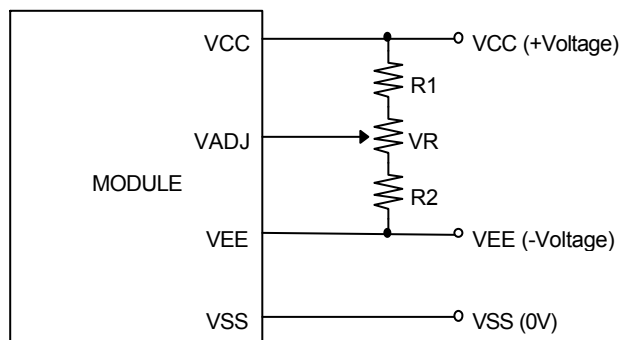 VCC
VCC (+Voltage)
R1
VADJ
VR
MODULE
R2
VEE
VEE (-Voltage)
VSS
VSS (0V)